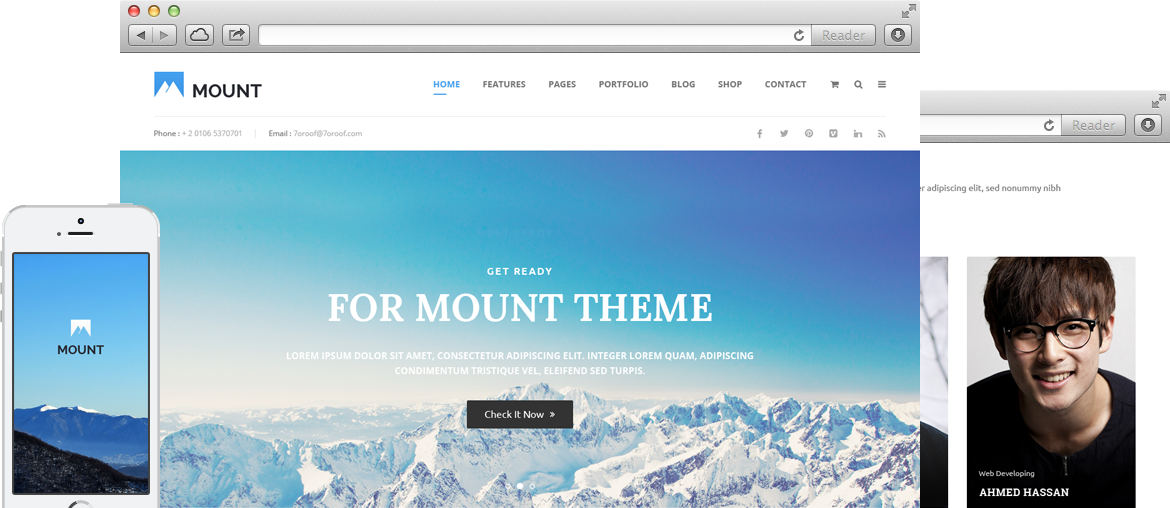 Reader
MOUNT
HOME FEATURES PAGES PORTFOLIO BLOG SHOP CONTACT
Phone : + 2 0106 5370701 Email : 7oroof@7oroof.com
GET READY
FOR MOUNT THEME
LOREM IPSUM DOLOR SIT AMET, CONSECTETUR ADIPISCING ELIT. INTEGER LOREM QUAM, ADIPISCING
CONDIMENTUM TRISTIQUE VEL, ELEIFEND SED TURPIS.
Check It Now »
MOUNT
Reader
adipiscing elit, sed nonummy nibh
Web Developing
AHMED HASSAN